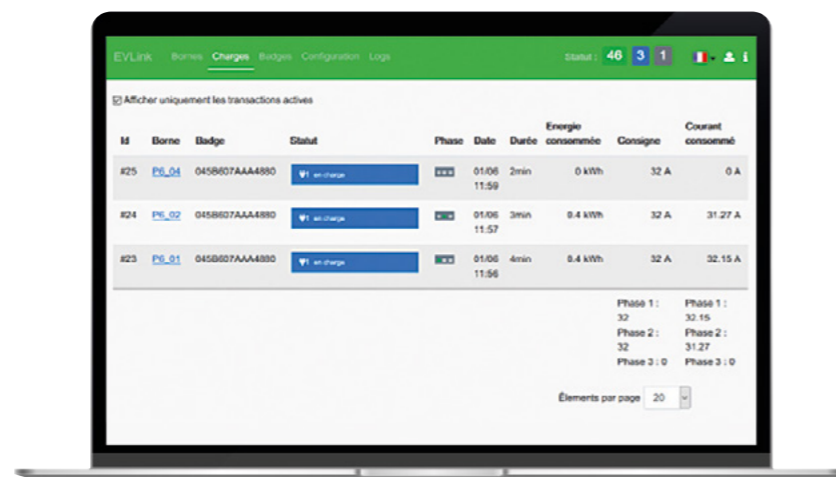 EVLink Bornes Charges Badges Configuration Logs Statut : 46 3 1
Afficher uniquement les transactions actives
Id Borne Badge Statut Phase Date Durée Energie consommée Consigne Courant consommé
#25 P6_04 045B607AAA4880 1 en charge 01/06 11:59 2min 0 kWh 32 A 0 A
#24 P6_02 045B607AAA4880 1 en charge 01/06 11:57 3min 0.4 kWh 32 A 31.27 A
#23 P6_01 045B607AAA4880 1 en charge 01/06 11:56 4min 0.4 kWh 32 A 32.15 A
Phase 1 : Phase 1 :
32 32.15
Phase 2 : Phase 2 :
32 31.27
Phase 3 : 0 Phase 3 : 0
Élements par page 20